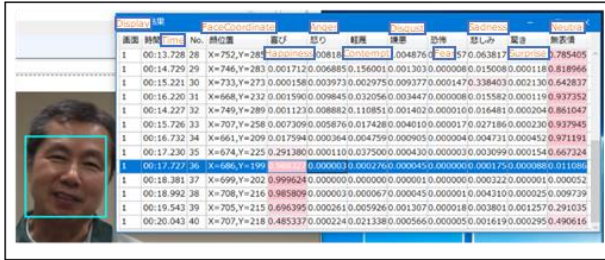 Display 結果 FaceCoordinate Anger Disgust Sadness Neutral
画面 時間 Time No. 顔位置 喜び 怒り 軽蔑 嫌悪 恐怖 悲しみ 驚き 無表情
Happiness Contempt Fear Surprise
1 00:13.728 28 X=752,Y=285 0.785405
1 00:14.729 29 X=746,Y=283 0.001712 0.006885 0.156001 0.001303 0.000008 0.015008 0.000118 0.818966
1 00:15.221 30 X=733,Y=273 0.000158 0.003973 0.002975 0.009377 0.000147 0.338403 0.002130 0.642837
1 00:16.220 31 X=668,Y=232 0.001590 0.009845 0.032056 0.003447 0.000008 0.015582 0.000119 0.937352
1 00:14.227 32 X=749,Y=289 0.001123 0.008882 0.110851 0.001402 0.000010 0.016481 0.000204 0.861047
1 00:15.726 33 X=707,Y=258 0.007309 0.005876 0.017428 0.004010 0.000017 0.027186 0.000230 0.937945
1 00:16.732 34 X=661,Y=209 0.017594 0.000364 0.004759 0.000905 0.000004 0.004731 0.000452 0.971191
1 00:17.230 35 X=674,Y=225 0.291380 0.000110 0.037500 0.000430 0.000003 0.003099 0.000154 0.667324
1 00:17.727 36 X=686,Y=199 0.000003 0.000276 0.000045 0.000000 0.000175 0.000088 0.011086
1 00:18.381 37 X=699,Y=202 0.999624 0.000000 0.000001 0.000000 0.000000 0.000322 0.000001 0.000052
1 00:18.992 38 X=708,Y=216 0.985809 0.000003 0.000067 0.000045 0.000001 0.004310 0.000025 0.009739
1 00:19.543 39 X=705,Y=215 0.696395 0.000261 0.005926 0.001307 0.000018 0.003801 0.001257 0.291035
1 00:20.043 40 X=707,Y=218 0.485337 0.000224 0.021338 0.000566 0.000005 0.001619 0.000295 0.490616